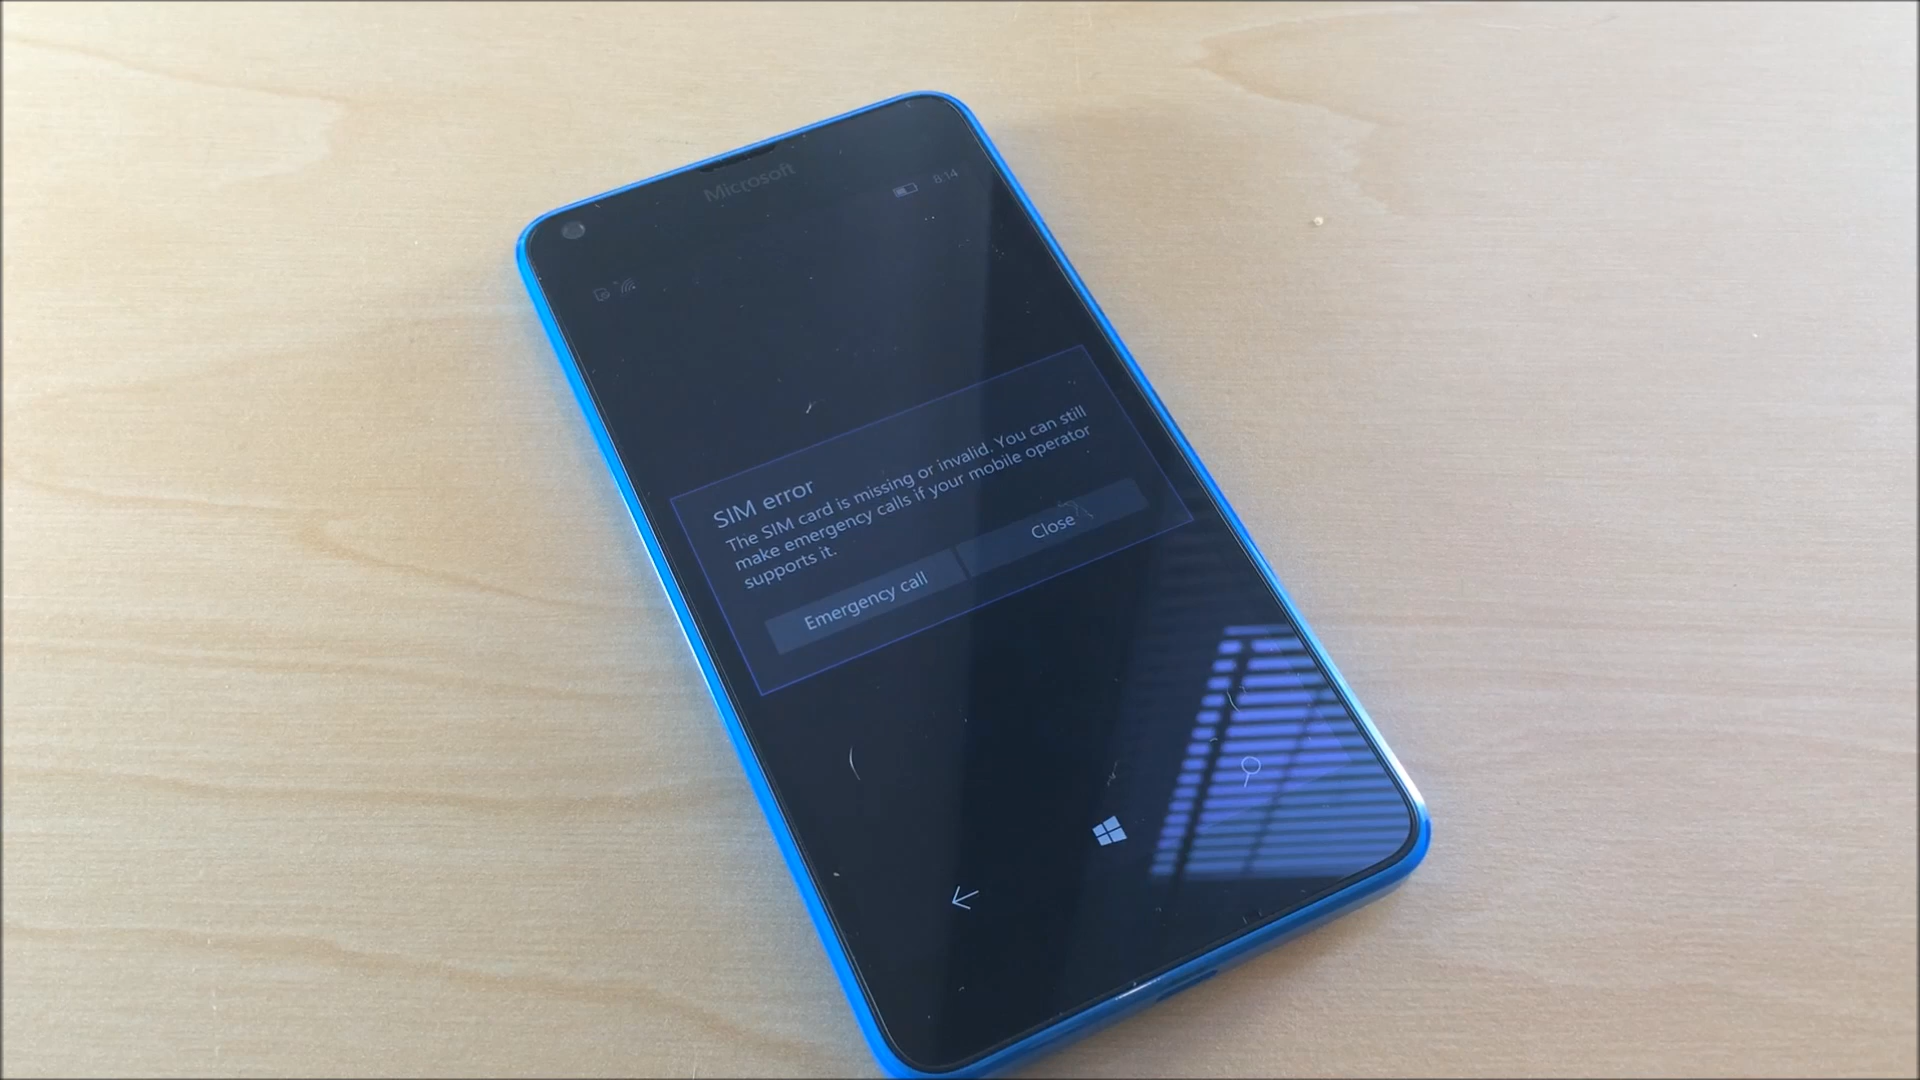 Microsoft
8:14
SIM error
The SIM card is missing or invalid. You can still
make emergency calls if your mobile operator
supports it.
Emergency call
Close